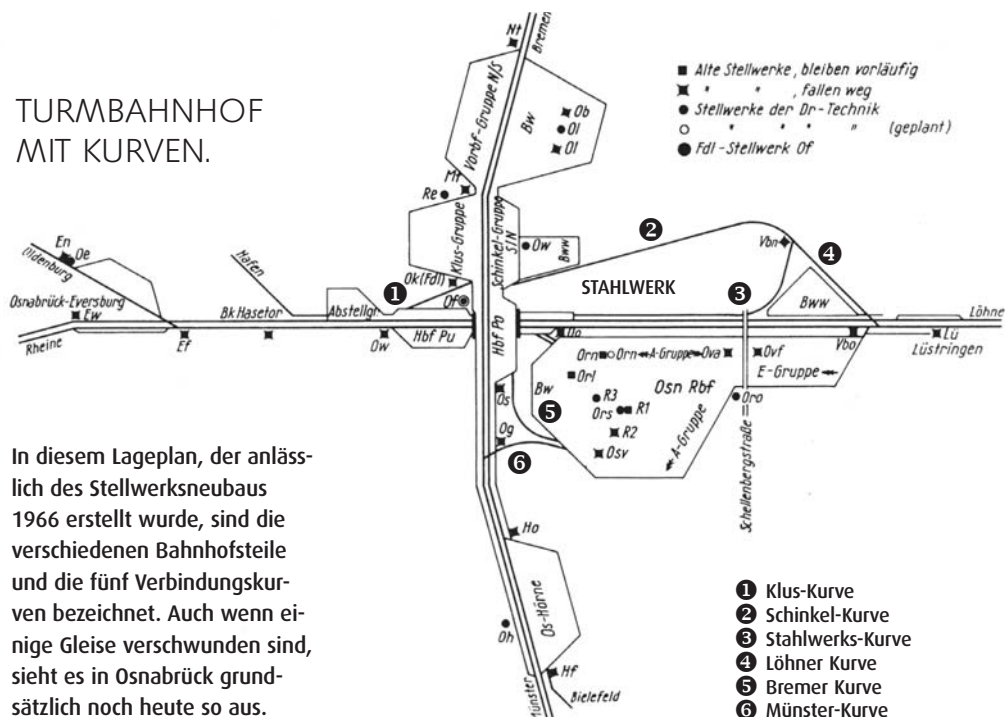 TURMBAHNHOF
MIT KURVEN.
■ Alte Stellwerke, bleiben vorläufig
" " , fallen weg
● Stellwerke der Dr-Technik
○ " " " " (geplant)
● Fdl-Stellwerk Of
Nt
Bremen
Vorbf-Gruppe N/S
Bw
Ob
Ol
Ol
Mt
Re
Klus-Gruppe
Schinkel-Gruppe
S/N
Ow
Bww
Ok(Fdl)
Of
En
Oe
Oldenburg
Hafen
Osnabrück-Eversburg
Ew
Bk Hasetor
Abstellgr.
❶
Rheine
Ef
Ow
Hbf Pu
Hbf Po
❷
STAHLWERK
❸
Vbn
❹
Bww
Löhne
Oo
Vbo
Lü
Lüstringen
Orn
Orn
A-Gruppe
Ova
Ovf
E-Gruppe
Orl
Osn Rbf
Bw
R3
Ors
R1
Oro
R2
Osv
A-Gruppe
Schellenbergstraße
Os
Og
❺
❻
Ho
Os-Hörne
Oh
Hf
Münster
Bielefeld
In diesem Lageplan, der anläss-
lich des Stellwerksneubaus
1966 erstellt wurde, sind die
verschiedenen Bahnhofsteile
und die fünf Verbindungskur-
ven bezeichnet. Auch wenn ei-
nige Gleise verschwunden sind,
sieht es in Osnabrück grund-
sätzlich noch heute so aus.
❶ Klus-Kurve
❷ Schinkel-Kurve
❸ Stahlwerks-Kurve
❹ Löhner Kurve
❺ Bremer Kurve
❻ Münster-Kurve